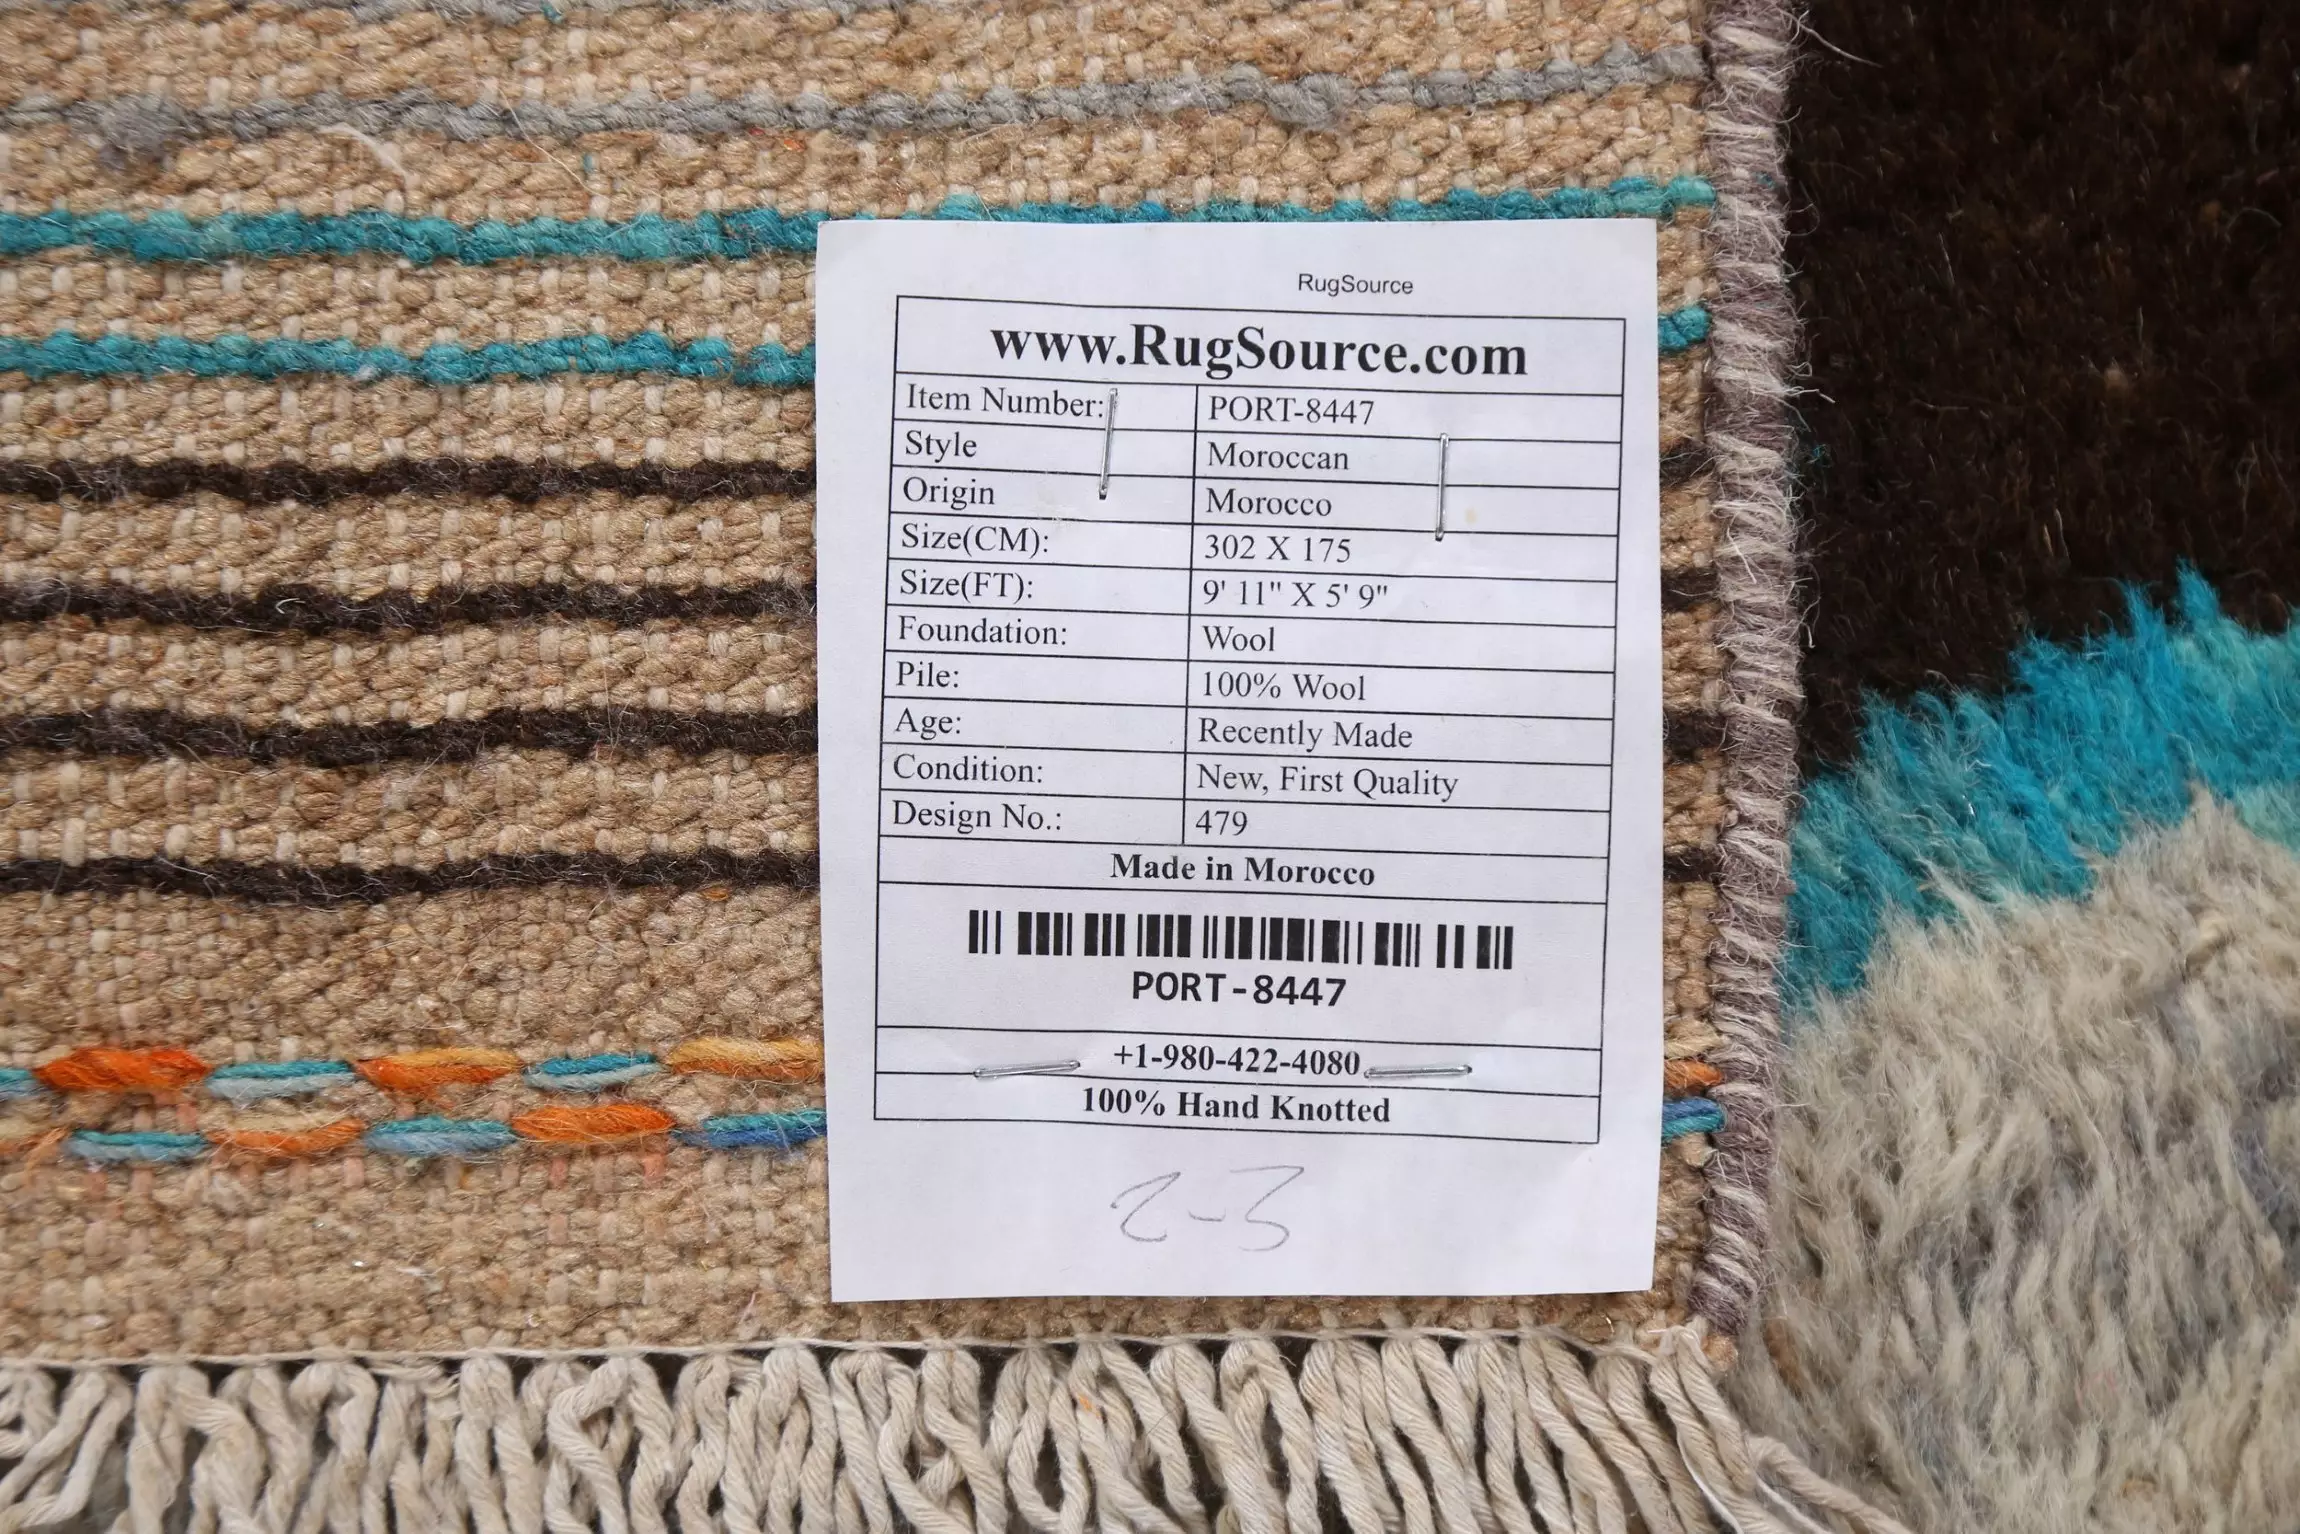 RugSource
www.RugSource.com
Item Number: PORT-8447
Style Moroccan
Origin Morocco
Size(CM): 302 X 175
Size(FT): 9' 11" X 5' 9"
Foundation: Wool
Pile: 100% Wool
Age: Recently Made
Condition: New, First Quality
Design No.: 479
Made in Morocco
PORT-8447
+1-980-422-4080
100% Hand Knotted
2-3